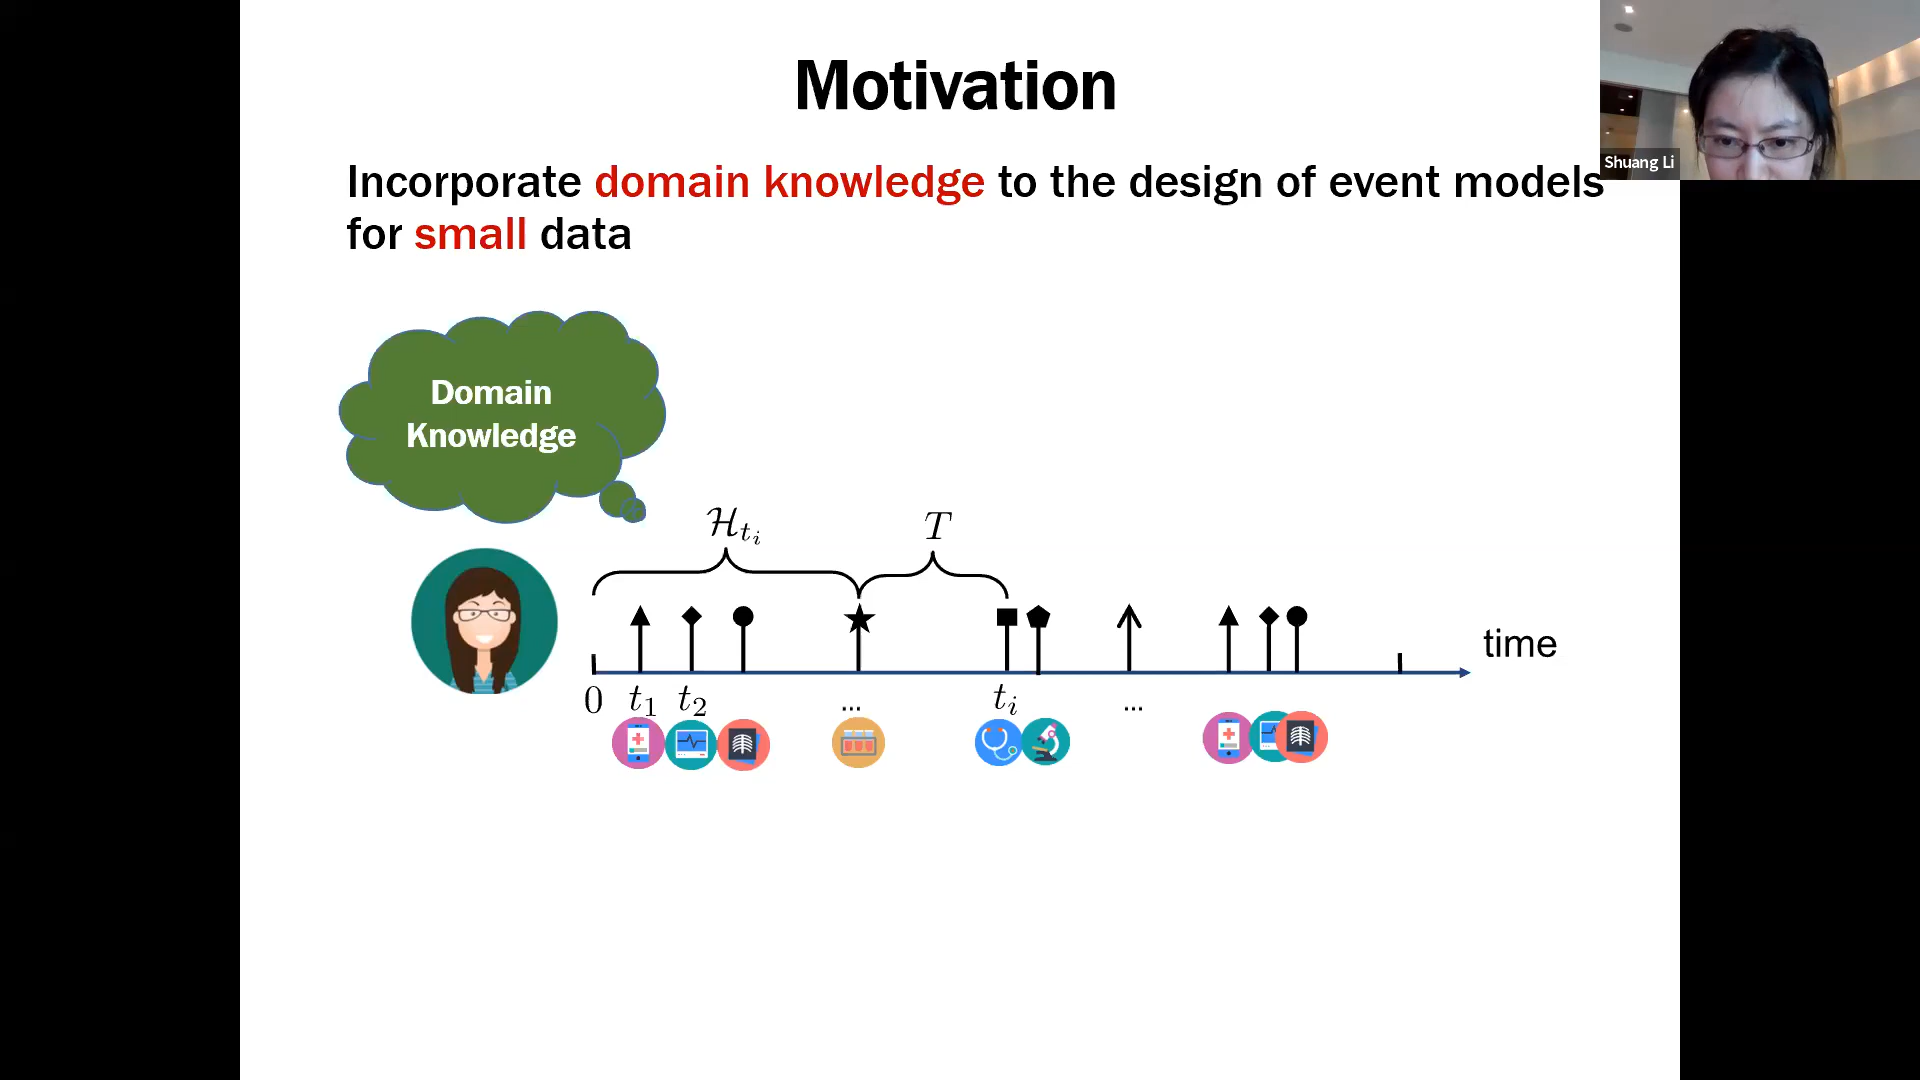 Motivation
Shuang Li
Incorporate domain knowledge to the design of event models
for small data
Domain
Knowledge
$\mathcal{H}_{t_i}$
$T$
time
0 $t_1$ $t_2$ ... $t_i$ ...